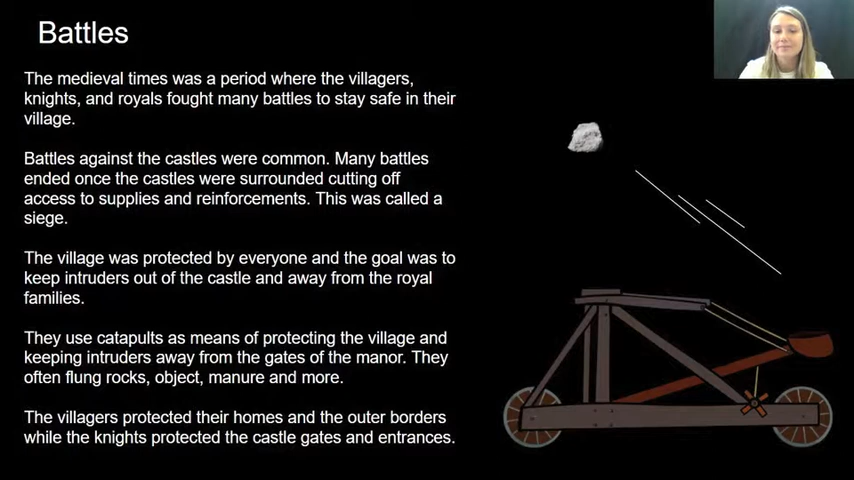 Battles
The medieval times was a period where the villagers,
knights, and royals fought many battles to stay safe in their
village.
Battles against the castles were common. Many battles
ended once the castles were surrounded cutting off
access to supplies and reinforcements. This was called a
siege.
The village was protected by everyone and the goal was to
keep intruders out of the castle and away from the royal
families.
They use catapults as means of protecting the village and
keeping intruders away from the gates of the manor. They
often flung rocks, object, manure and more.
The villagers protected their homes and the outer borders
while the knights protected the castle gates and entrances.